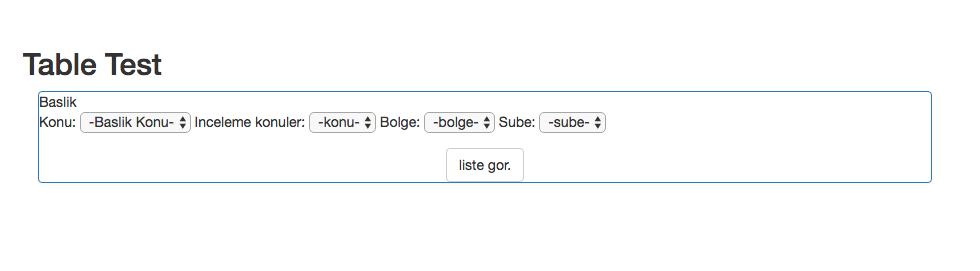 Table Test
Baslik
Konu: -Baslik Konu- Inceleme konuler: -konu- Bolge: -bolge- Sube: -sube-
liste gor.